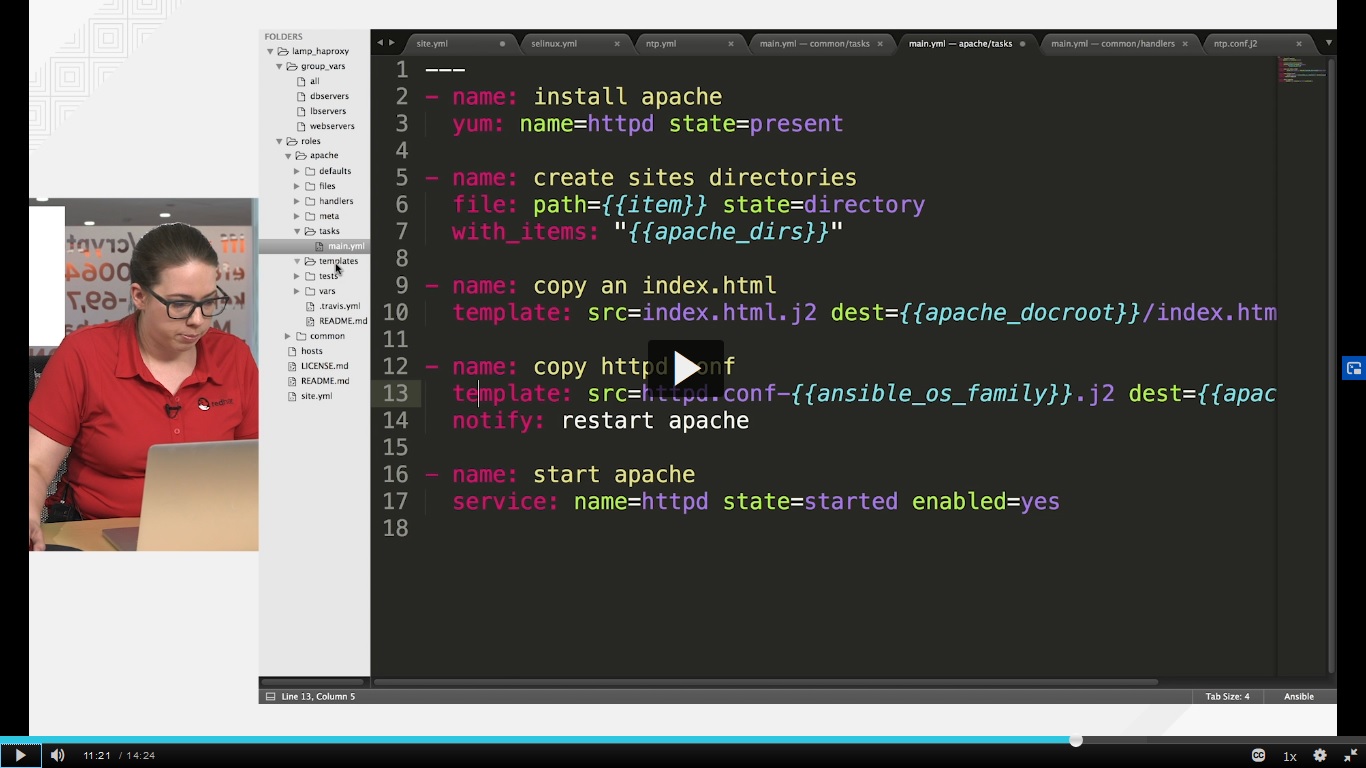 FOLDERS
lamp_haproxy
group_vars
all
dbservers
lbservers
webservers
roles
apache
defaults
files
handlers
meta
tasks
main.yml
templates
tests
vars
.travis.yml
README.md
common
hosts
LICENSE.md
README.md
site.yml
site.yml
selinux.yml
ntp.yml
main.yml — common/tasks
main.yml — apache/tasks
main.yml — common/handlers
ntp.conf.j2
1 ---
2 - name: install apache
3 yum: name=httpd state=present
4
5 - name: create sites directories
6 file: path={{item}} state=directory
7 with_items: "{{apache_dirs}}"
8
9 - name: copy an index.html
10 template: src=index.html.j2 dest={{apache_docroot}}/index.htm
11
12 - name: copy httpd conf
13 template: src=httpd.conf-{{ansible_os_family}}.j2 dest={{apac
14 notify: restart apache
15
16 - name: start apache
17 service: name=httpd state=started enabled=yes
18
Line 13, Column 5
Tab Size: 4
Ansible
redhat
11:21 / 14:24
CC
1x